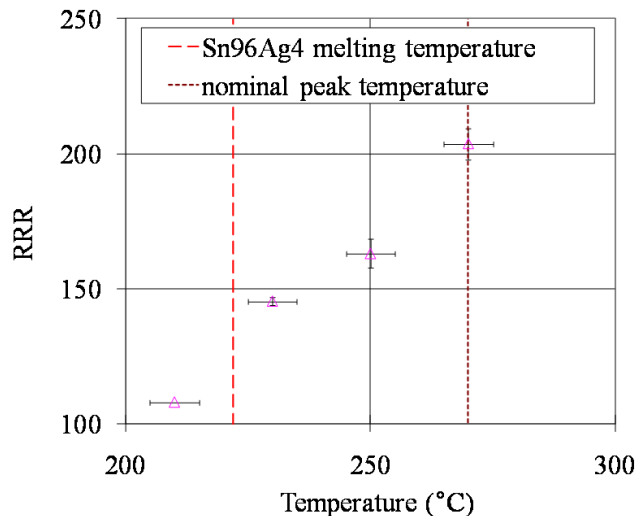 250
Sn96Ag4 melting temperature
nominal peak temperature
200
RRR
150
100
200
250
300
Temperature (°C)